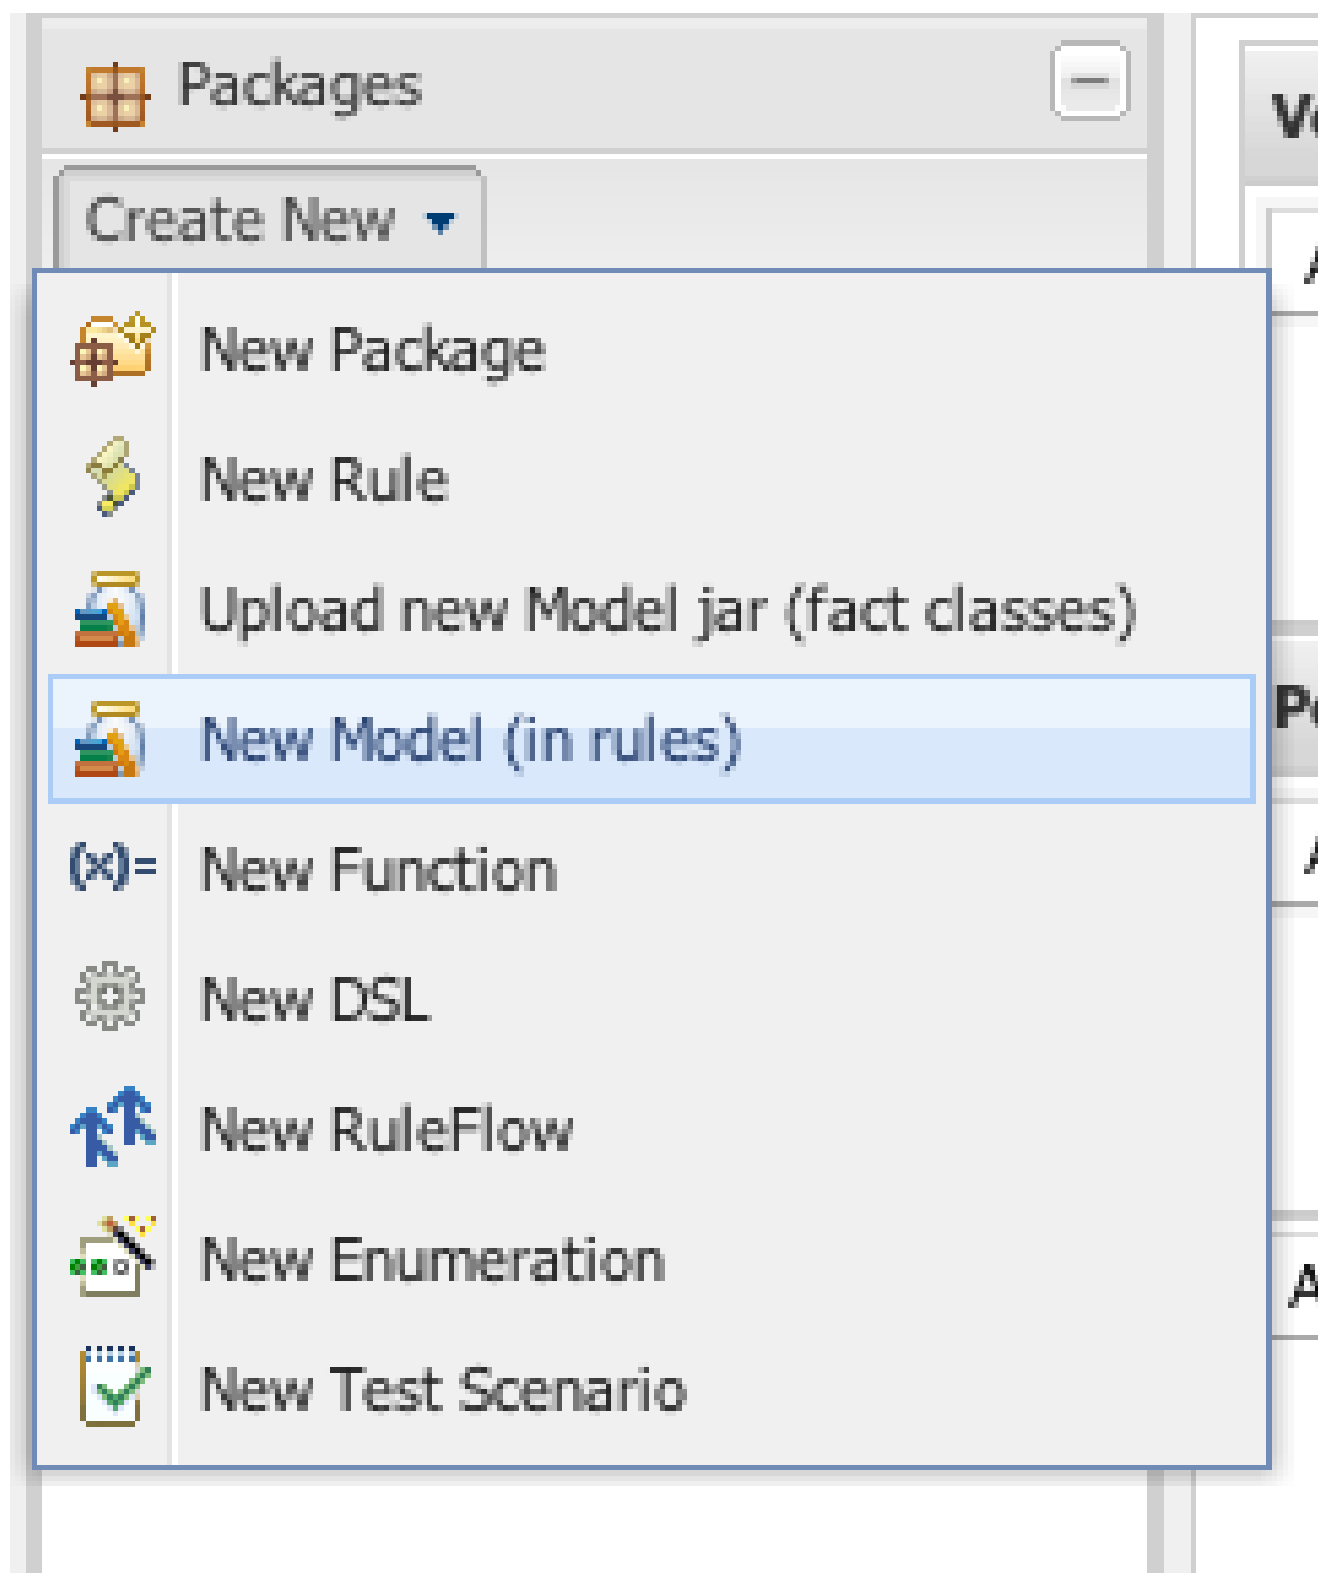 Packages
Create New
New Package
New Rule
Upload new Model jar (fact classes)
New Model (in rules)
(x)=
New Function
New DSL
New RuleFlow
New Enumeration
New Test Scenario